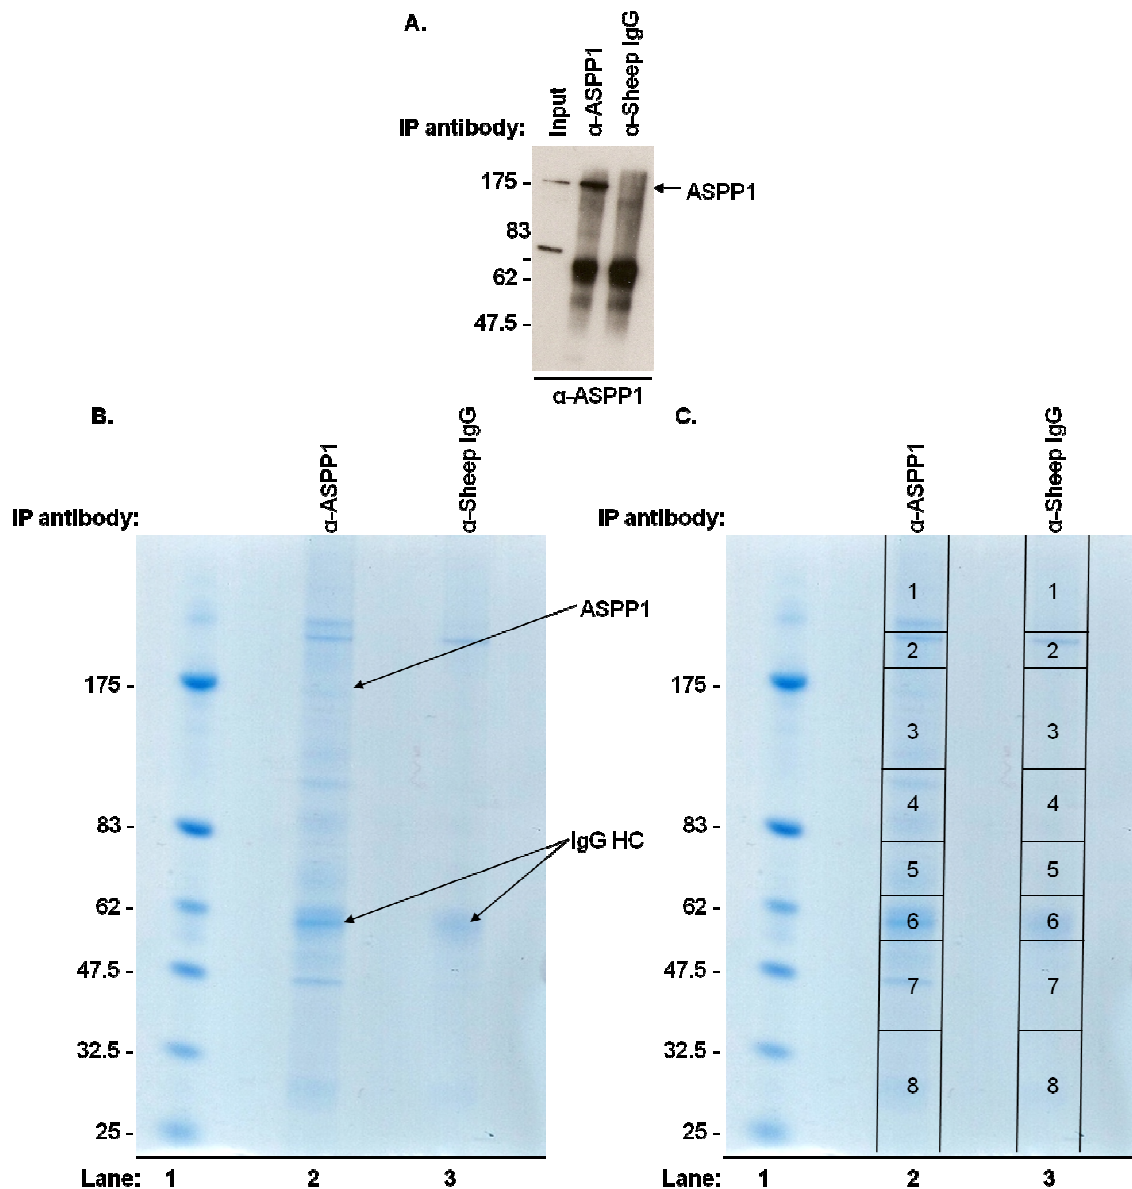 A.
IP antibody:
Input
α-ASPP1
α-Sheep IgG
175 -
83
-
62 -
47.5 -
ASPP1
α-ASPP1
B.
IP antibody:
α-ASPP1
α-Sheep IgG
175 -
83 -
62 -
47.5 -
32.5 -
25 -
ASPP1
IgG HC
Lane: 1 2 3
C.
IP antibody:
α-ASPP1
α-Sheep IgG
175 -
83 -
62 -
47.5 -
32.5 -
25 -
1 1
2 2
3 3
4 4
5 5
6 6
7 7
8 8
Lane: 1 2 3